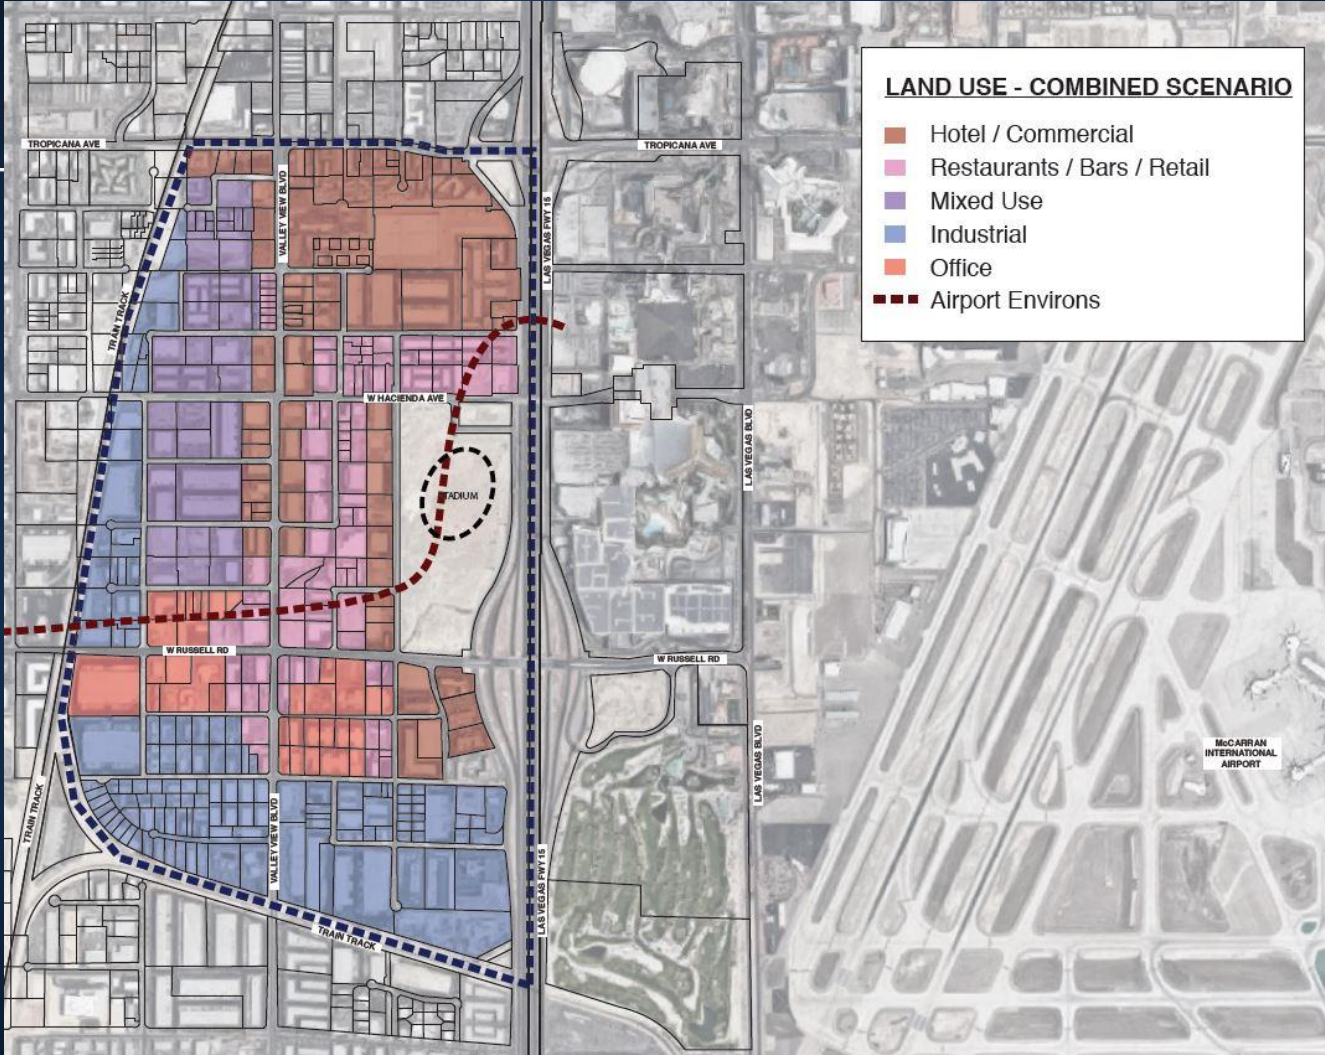 LAND USE - COMBINED SCENARIO
Hotel / Commercial
Restaurants / Bars / Retail
Mixed Use
Industrial
Office
Airport Environs
TROPICANA AVE
TROPICANA AVE
VALLEY VIEW BLVD
LAS VEGAS FWY 15
TRAIN TRACK
W HACIENDA AVE
LAS VEGAS BLVD
TADIUM
W RUSSELL RD
W RUSSELL RD
LAS VEGAS BLVD
McCARRAN
INTERNATIONAL
AIRPORT
TRAIN TRACK
VALLEY VIEW BLVD
LAS VEGAS FWY 15
TRAIN TRACK